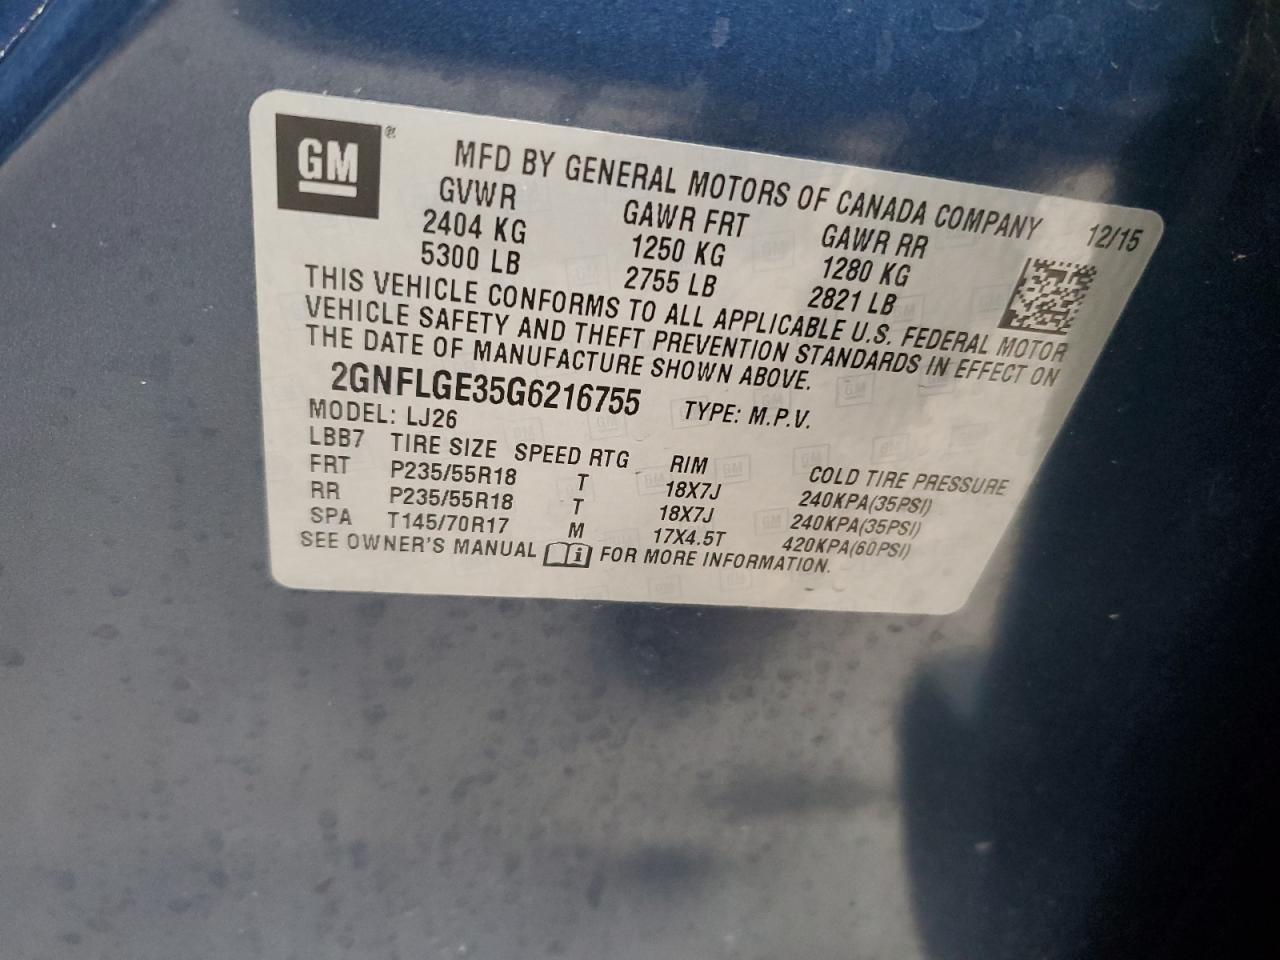 GM ®
MFD BY GENERAL MOTORS OF CANADA COMPANY 12/15
GVWR GAWR FRT GAWR RR
2404 KG 1250 KG 1280 KG
5300 LB 2755 LB 2821 LB
THIS VEHICLE CONFORMS TO ALL APPLICABLE U.S. FEDERAL MOTOR
VEHICLE SAFETY AND THEFT PREVENTION STANDARDS IN EFFECT ON
THE DATE OF MANUFACTURE SHOWN ABOVE.
2GNFLGE35G6216755 TYPE: M.P.V.
MODEL: LJ26
LBB7 TIRE SIZE SPEED RTG RIM COLD TIRE PRESSURE
FRT P235/55R18 T 18X7J 240KPA(35PSI)
RR P235/55R18 T 18X7J 240KPA(35PSI)
SPA T145/70R17 M 17X4.5T 420KPA(60PSI)
SEE OWNER'S MANUAL i FOR MORE INFORMATION.